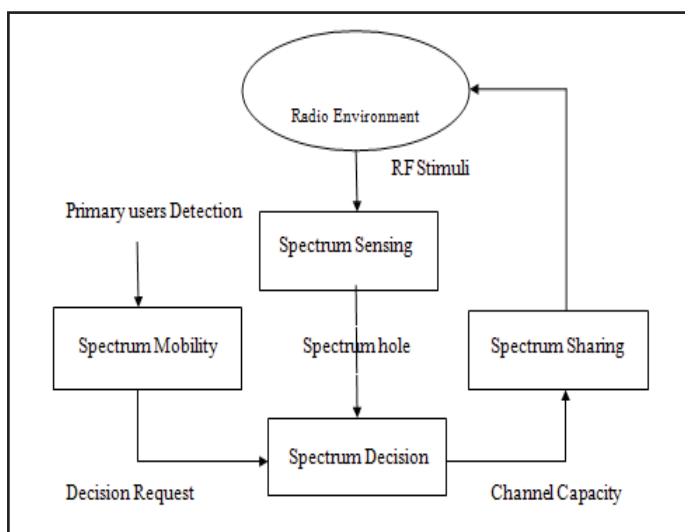 Radio Environment
RF Stimuli
Primary users Detection
Spectrum Sensing
Spectrum Mobility
Spectrum hole
Spectrum Sharing
Spectrum Decision
Decision Request
Channel Capacity